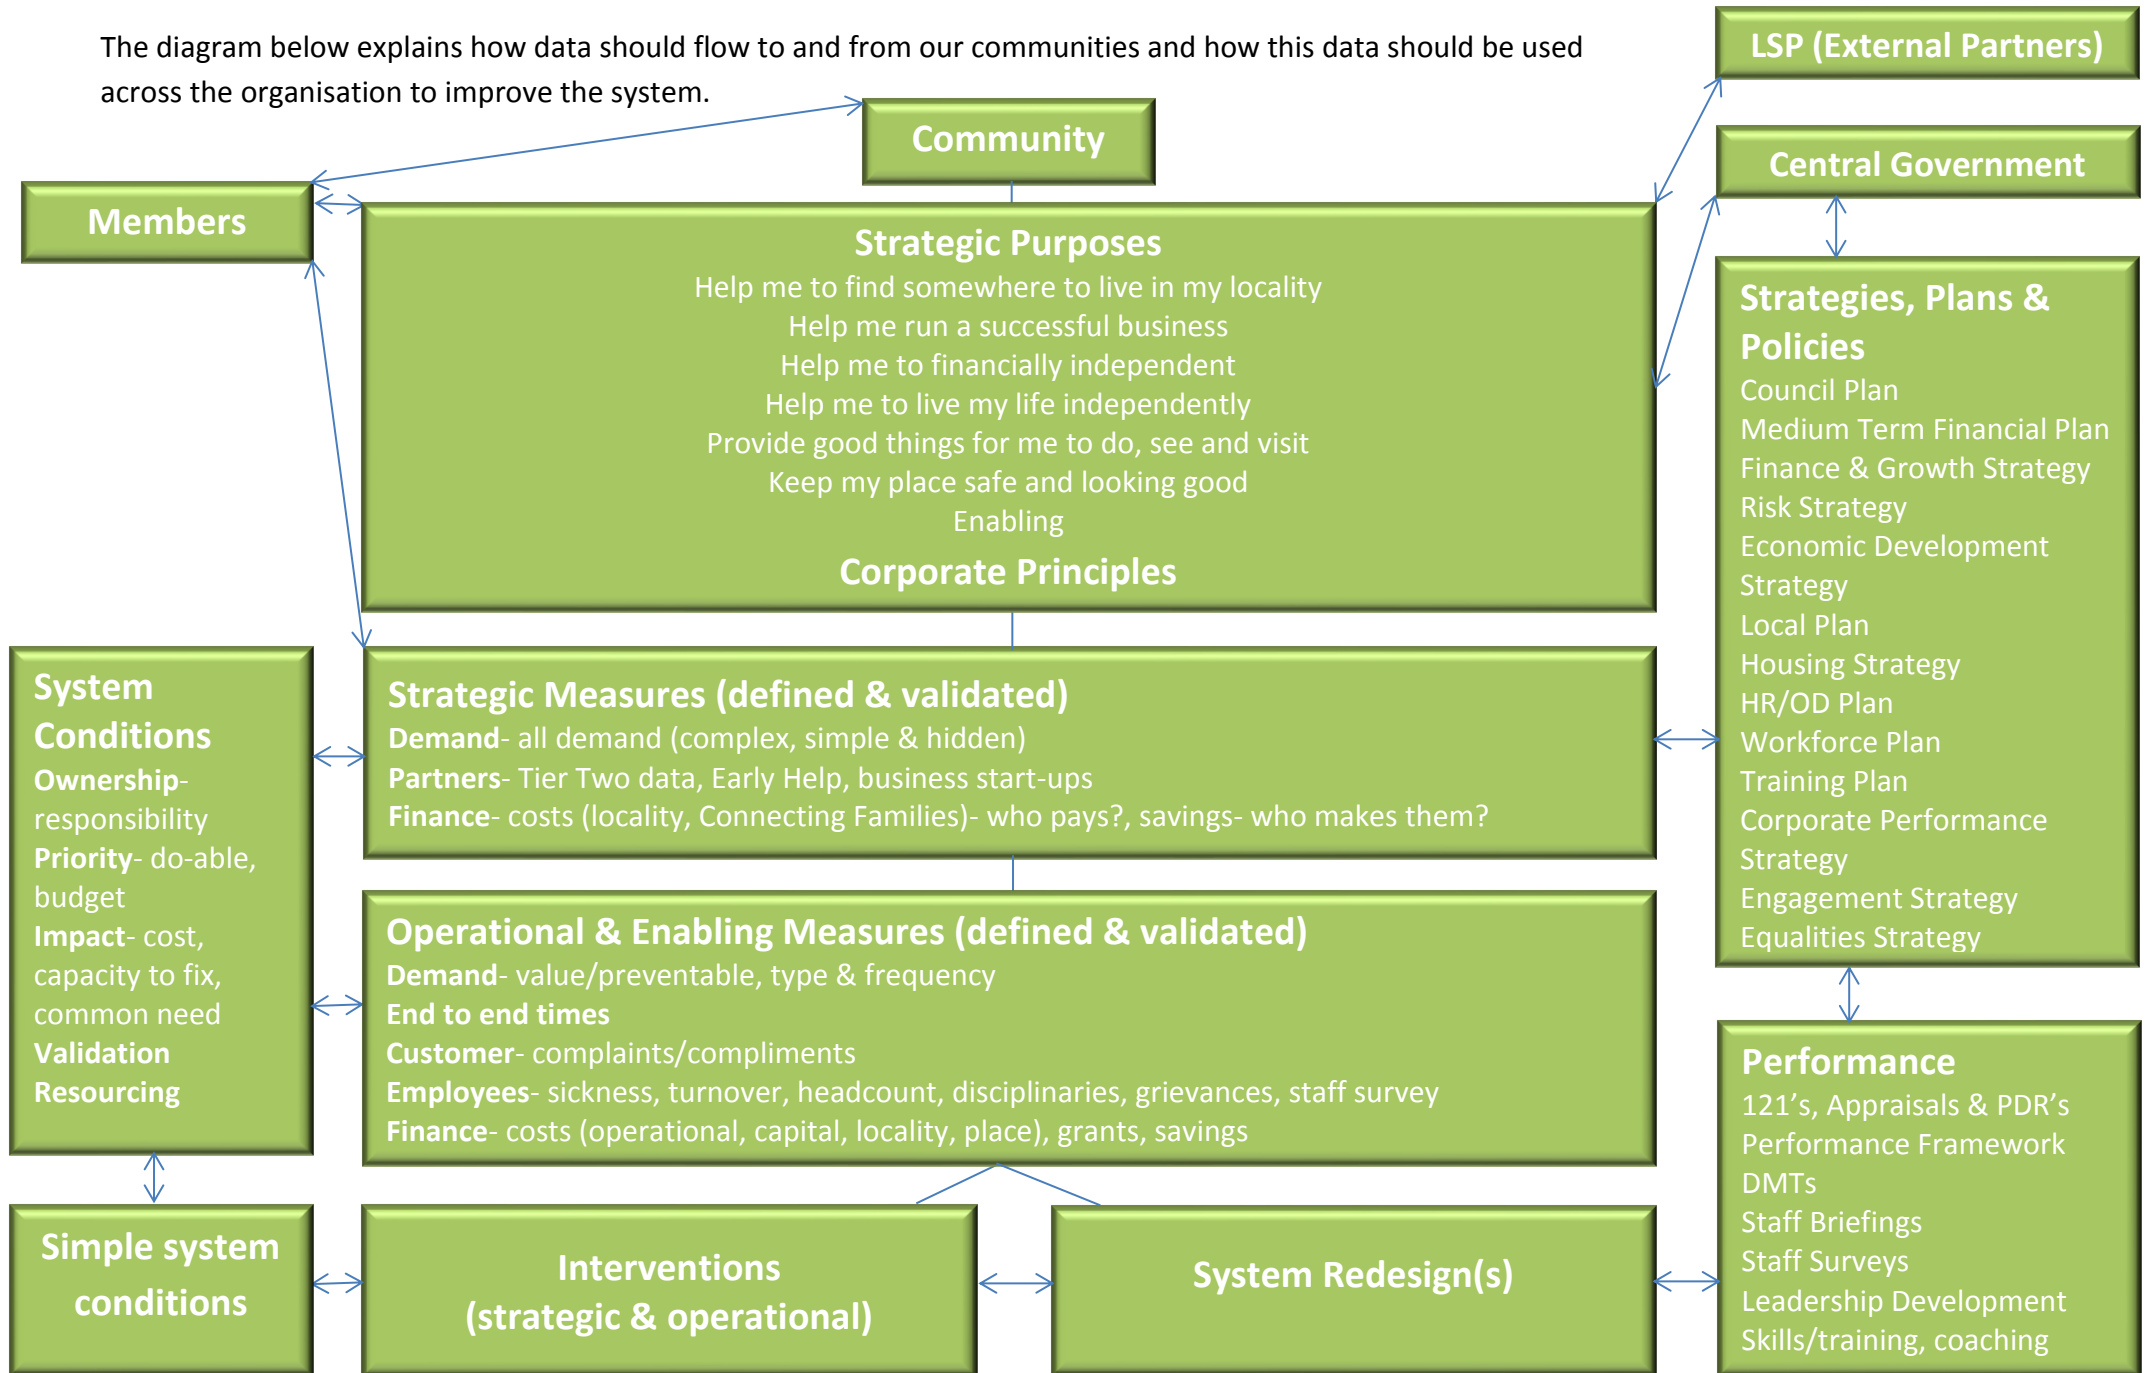 The diagram below explains how data should flow to and from our communities and how this data should be used
across the organisation to improve the system.
LSP (External Partners)
Community
Central Government
Members
Strategic Purposes
Help me to find somewhere to live in my locality
Help me run a successful business
Help me to financially independent
Help me to live my life independently
Provide good things for me to do, see and visit
Keep my place safe and looking good
Enabling
Corporate Principles
Strategies, Plans &
Policies
Council Plan
Medium Term Financial Plan
Finance & Growth Strategy
Risk Strategy
Economic Development
Strategy
Local Plan
Housing Strategy
HR/OD Plan
Workforce Plan
Training Plan
Corporate Performance
Strategy
Engagement Strategy
Equalities Strategy
System
Conditions
Ownership-
responsibility
Priority- do-able,
budget
Impact- cost,
capacity to fix,
common need
Validation
Resourcing
Strategic Measures (defined & validated)
Demand- all demand (complex, simple & hidden)
Partners- Tier Two data, Early Help, business start-ups
Finance- costs (locality, Connecting Families)- who pays?, savings- who makes them?
Operational & Enabling Measures (defined & validated)
Demand- value/preventable, type & frequency
End to end times
Customer- complaints/compliments
Employees- sickness, turnover, headcount, disciplinaries, grievances, staff survey
Finance- costs (operational, capital, locality, place), grants, savings
Performance
121's, Appraisals & PDR's
Performance Framework
DMTs
Staff Briefings
Staff Surveys
Leadership Development
Skills/training, coaching
Simple system
conditions
Interventions
(strategic & operational)
System Redesign(s)